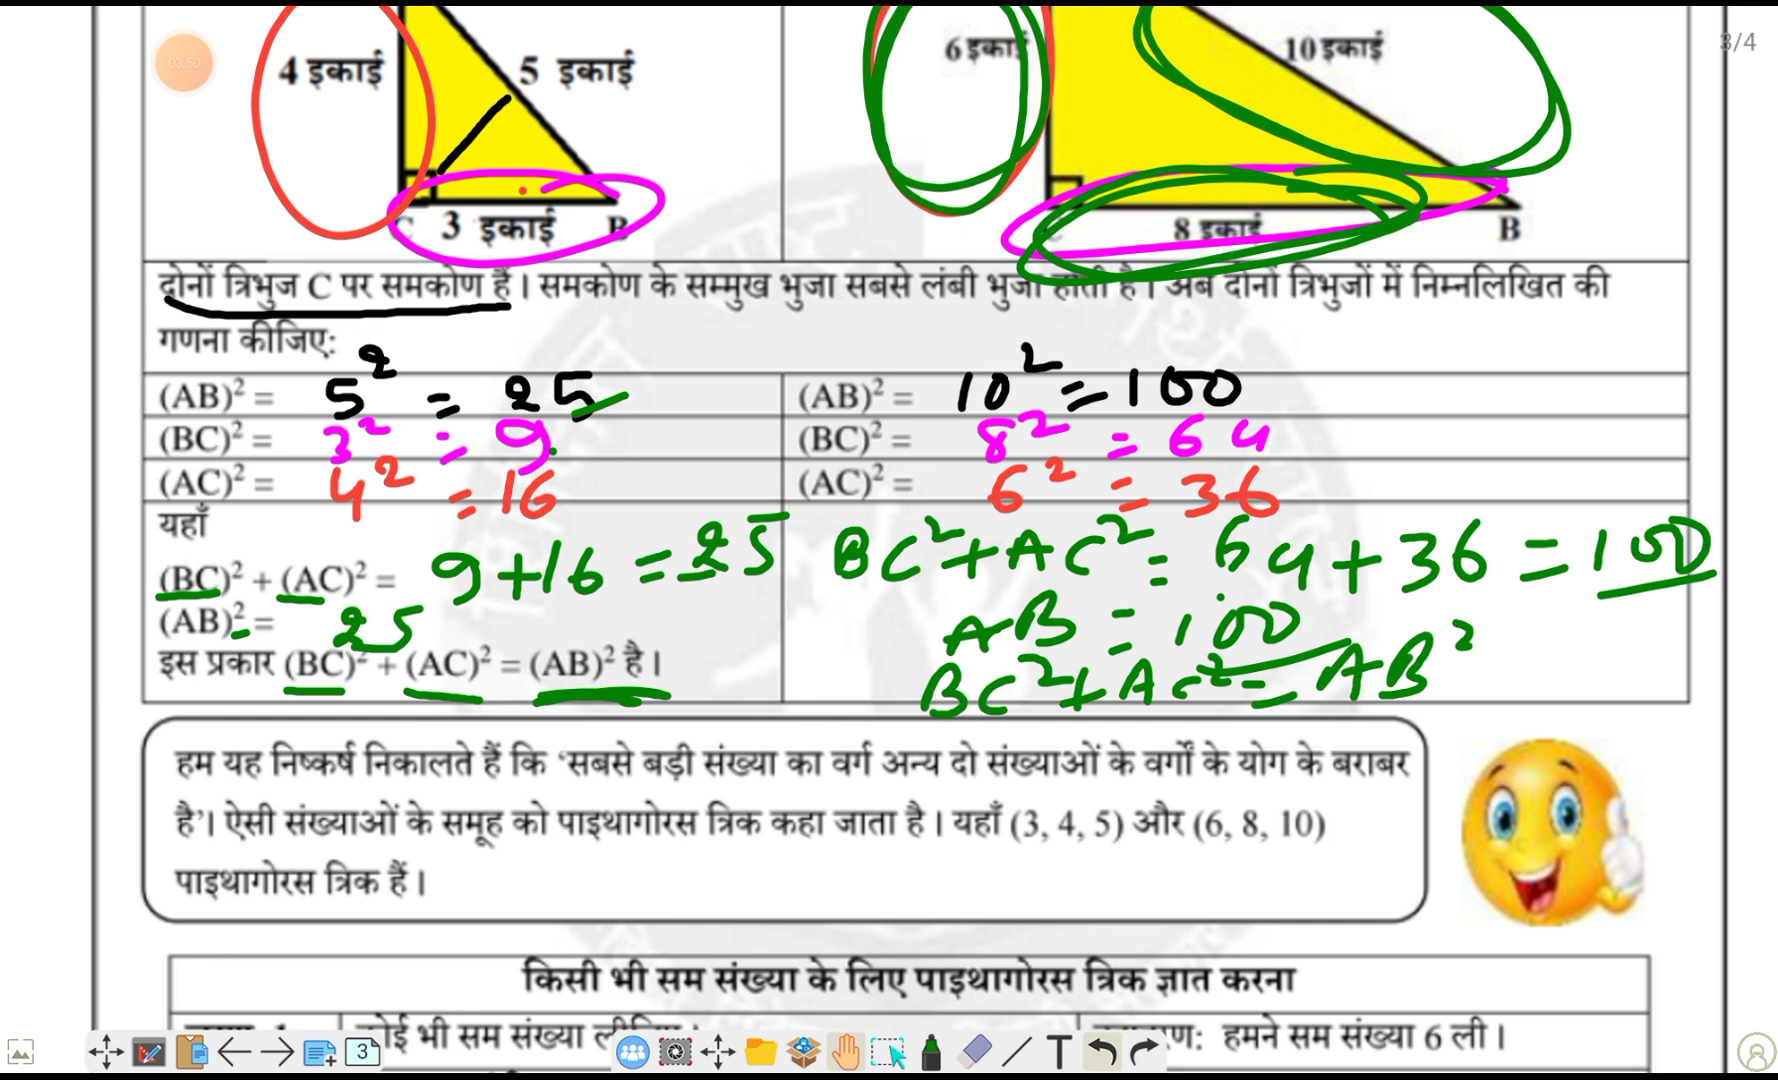 3/4
03:50
4 इकाई
5 इकाई
C 3 इकाई B
6 इकाई
10 इकाई
8 इकाई B
दोनों त्रिभुज C पर समकोण हैं। समकोण के सम्मुख भुजा सबसे लंबी भुजा होती है। अब दोनों त्रिभुजों में निम्नलिखित की
गणना कीजिए:
(AB)² = 5² = 25
(BC)² = 3² = 9
(AC)² = 4² = 16
(AB)² = 10² = 100
(BC)² = 8² = 64
(AC)² = 6² = 36
यहाँ
(BC)² + (AC)² = 9+16 = 25
(AB)² = 25
इस प्रकार (BC)² + (AC)² = (AB)² है।
BC²+AC² = 64+36 = 100
AB = 100
BC²+AC² = AB²
हम यह निष्कर्ष निकालते हैं कि 'सबसे बड़ी संख्या का वर्ग अन्य दो संख्याओं के वर्गों के योग के बराबर
है'। ऐसी संख्याओं के समूह को पाइथागोरस त्रिक कहा जाता है। यहाँ (3, 4, 5) और (6, 8, 10)
पाइथागोरस त्रिक हैं।
किसी भी सम संख्या के लिए पाइथागोरस त्रिक ज्ञात करना
भी सम संख्या
हमने सम संख्या 6 ली।
3
T